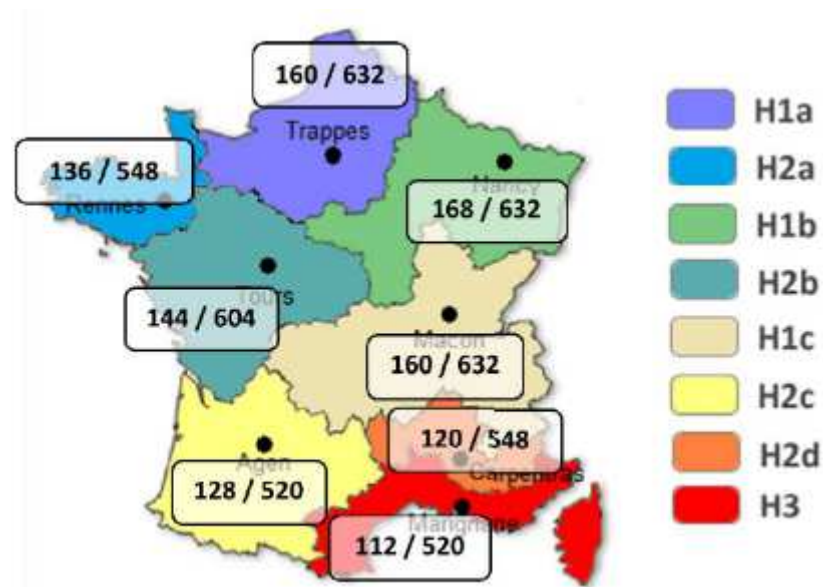 160 / 632
Trappes
136 / 548
Rennes
Nancy
168 / 632
Tours
144 / 604
Macon
160 / 632
120 / 548
Carpentras
Agen
128 / 520
Marignane
112 / 520
H1a
H2a
H1b
H2b
H1c
H2c
H2d
H3